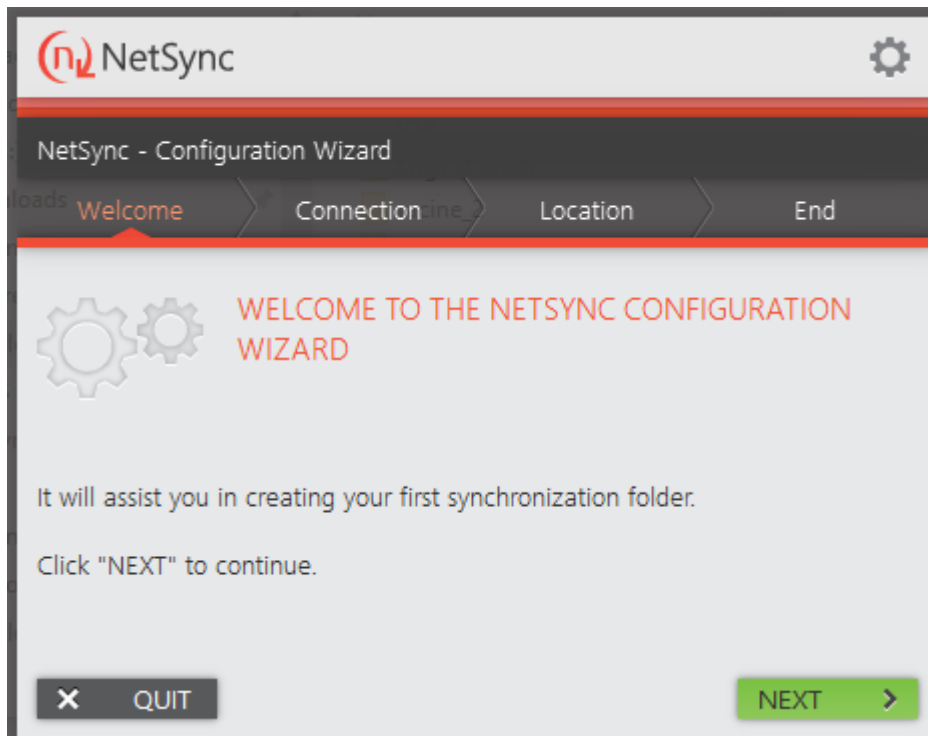 NetSync
NetSync - Configuration Wizard
Welcome Connection Location End
WELCOME TO THE NETSYNC CONFIGURATION
WIZARD
It will assist you in creating your first synchronization folder.
Click "NEXT" to continue.
QUIT NEXT